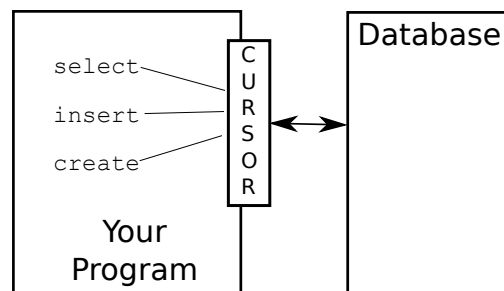 select
insert
create
Your
Program
C
U
R
S
O
R
Database